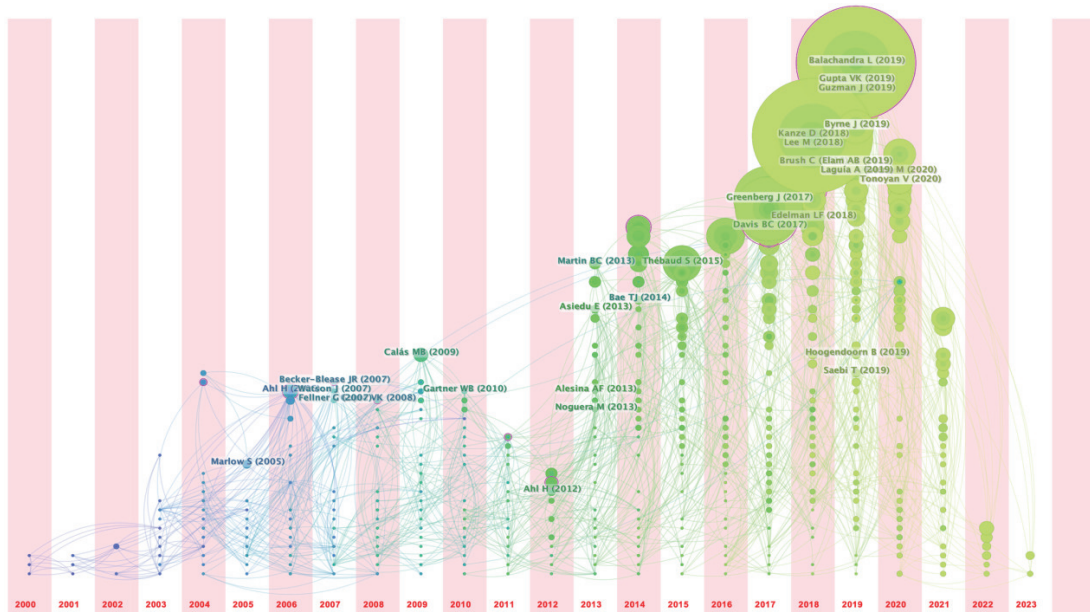 Balachandra L (2019)
Gupta VK (2019)
Guzman J (2019)
Byrne J (2019)
Kanze D (2018)
Lee M (2018)
Brush C (Elam AB (2019)
Laguía A (2019) M (2020)
Tonoyan V (2020)
Greenberg J (2017)
Edelman LF (2018)
Davis BC (2017)
Martin BC (2013)
Thébaud S (2015)
Bae TJ (2014)
Asiedu E (2013)
Calás MB (2009)
Hoogendoorn B (2019)
Saebi T (2019)
Becker-Blease JR (2007)
Ahl H (2 Watson J (2007)
Gartner WB (2010)
Alesina AF (2013)
Fellner G (2007) VK (2008)
Noguera M (2013)
Marlow S (2005)
Ahl H (2012)
2000 2001 2002 2003 2004 2005 2006 2007 2008 2009 2010 2011 2012 2013 2014 2015 2016 2017 2018 2019 2020 2021 2022 2023